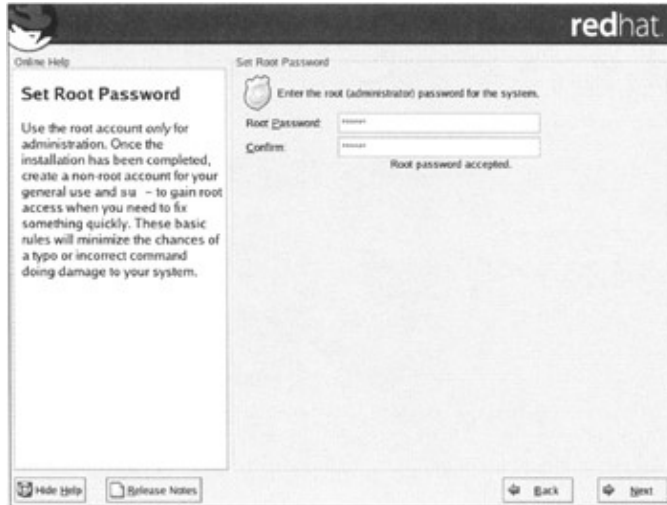 redhat.
Online Help
Set Root Password
Use the root account only for
administration. Once the
installation has been completed,
create a non-root account for your
general use and su - to gain root
access when you need to fix
something quickly. These basic
rules will minimize the chances of
a typo or incorrect command
doing damage to your system.
Set Root Password
Enter the root (administrator) password for the system.
Root Password:
Confirm:
Root password accepted.
Hide Help
Release Notes
Back
Next